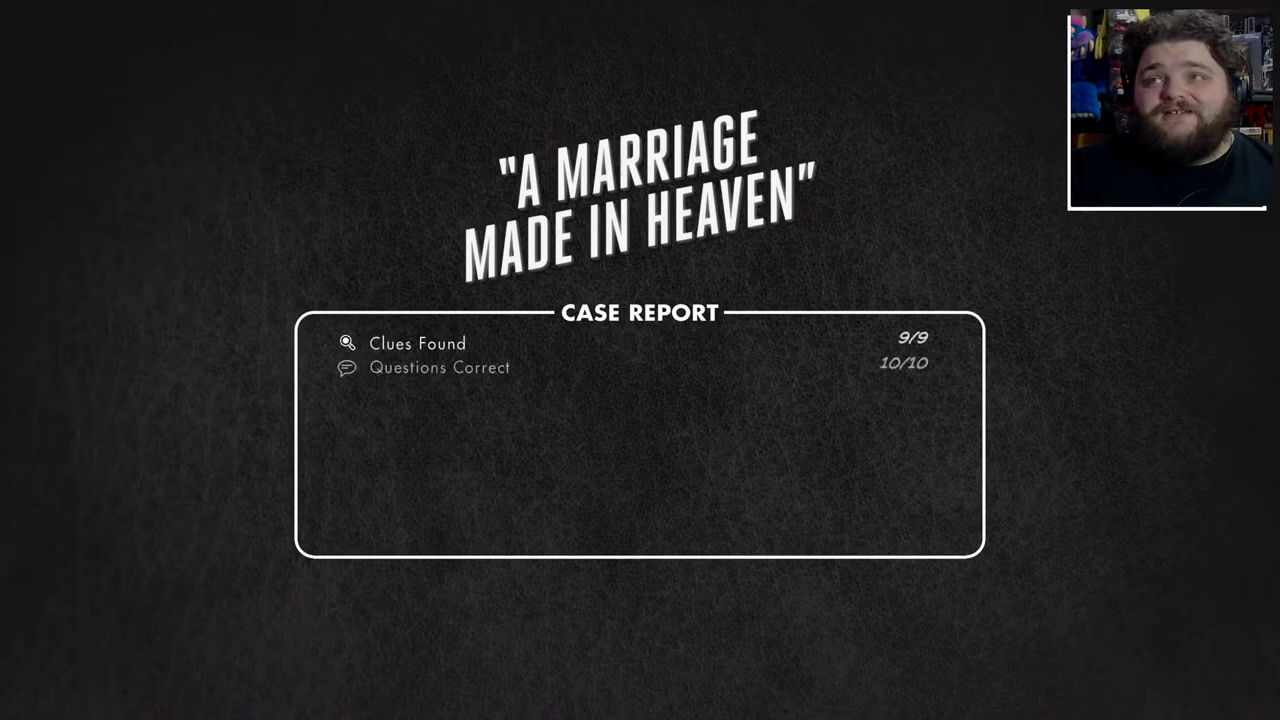 "A MARRIAGE
MADE IN HEAVEN"
CASE REPORT
Clues Found 9/9
Questions Correct 10/10